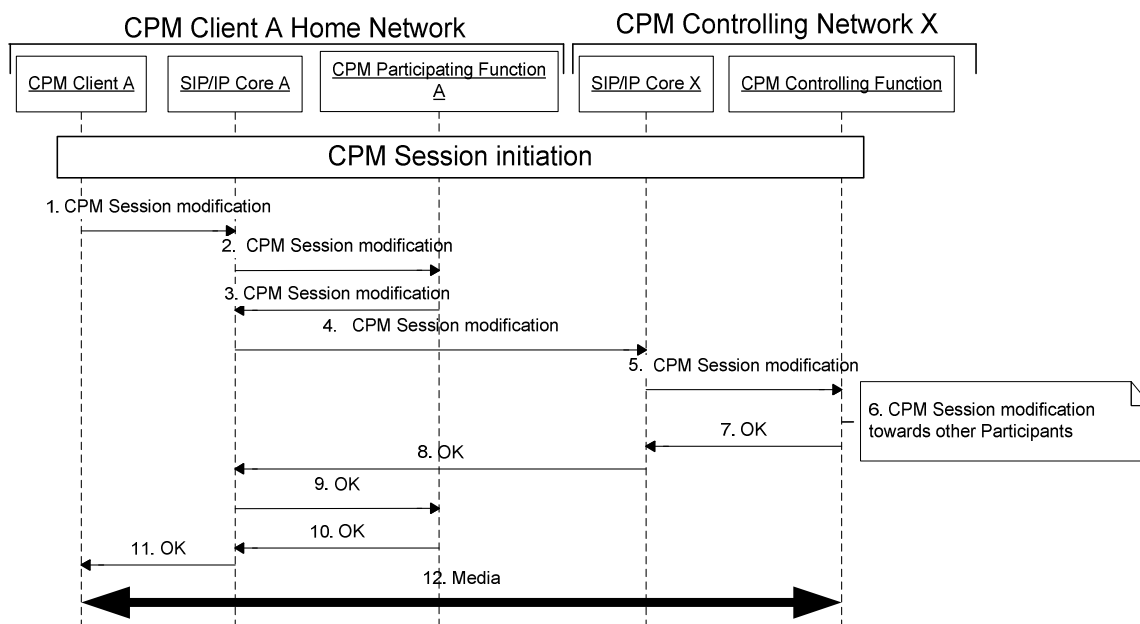 CPM Client A Home Network
CPM Controlling Network X
CPM Client A
SIP/IP Core A
CPM Participating Function
A
SIP/IP Core X
CPM Controlling Function
CPM Session initiation
1. CPM Session modification
2. CPM Session modification
3. CPM Session modification
4. CPM Session modification
5. CPM Session modification
6. CPM Session modification
towards other Participants
7. OK
8. OK
9. OK
10. OK
11. OK
12. Media